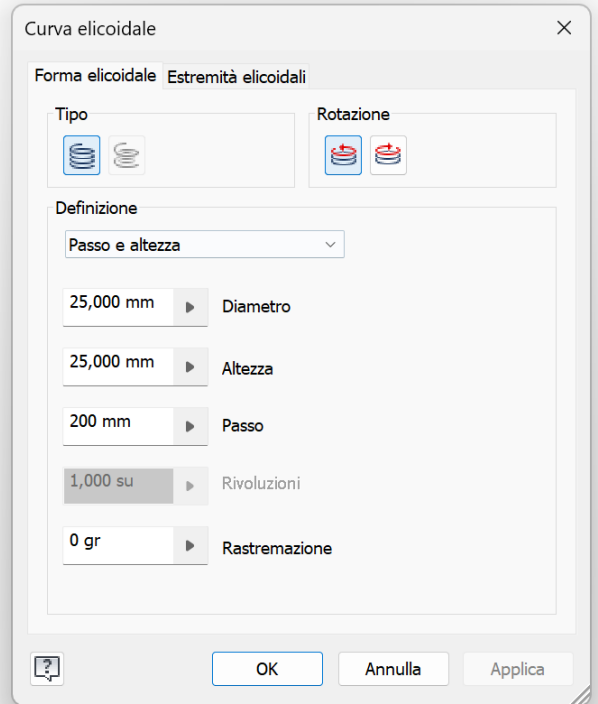 Curva elicoidale
Forma elicoidale Estremità elicoidali
Tipo Rotazione
Definizione
Passo e altezza
25,000 mm Diametro
25,000 mm Altezza
200 mm Passo
1,000 su Rivoluzioni
0 gr Rastremazione
? OK Annulla Applica